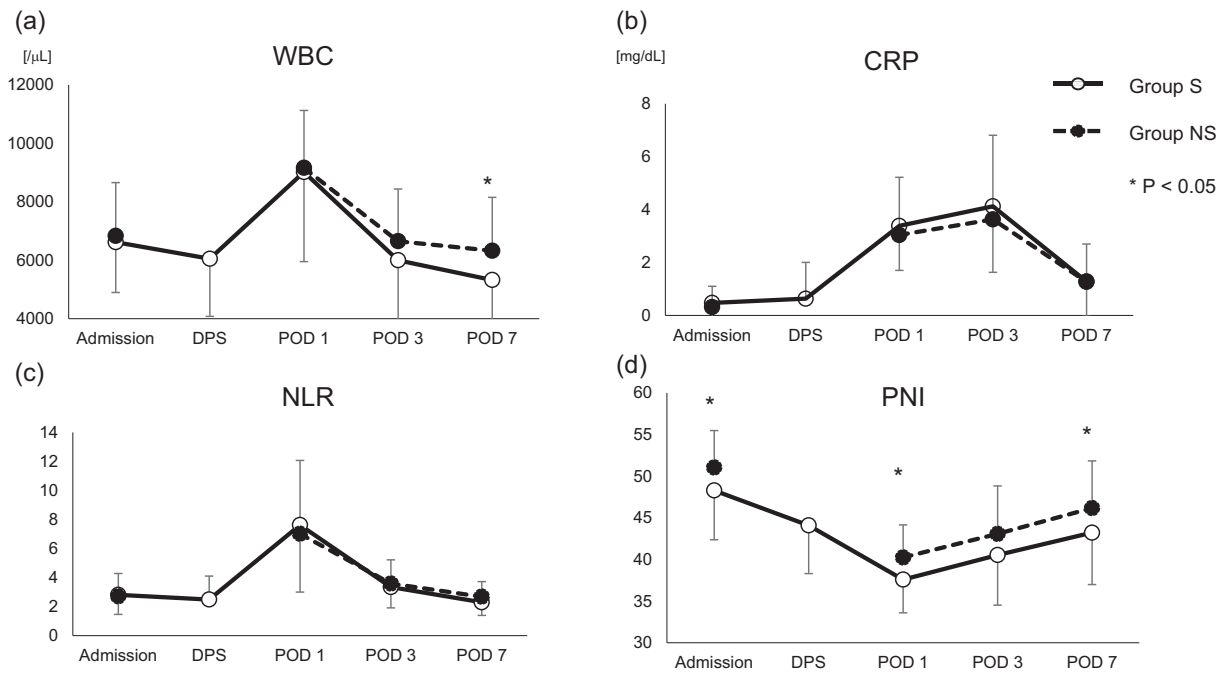 (a)
[/μL]
WBC
12000
10000
8000
6000
4000
*
Admission DPS POD 1 POD 3 POD 7
(b)
[mg/dL]
CRP
8
6
4
2
0
Admission DPS POD 1 POD 3 POD 7
Group S
Group NS
* P < 0.05
(c)
NLR
14
12
10
8
6
4
2
0
Admission DPS POD 1 POD 3 POD 7
(d)
PNI
60
55
50
45
40
35
30
* * *
Admission DPS POD 1 POD 3 POD 7